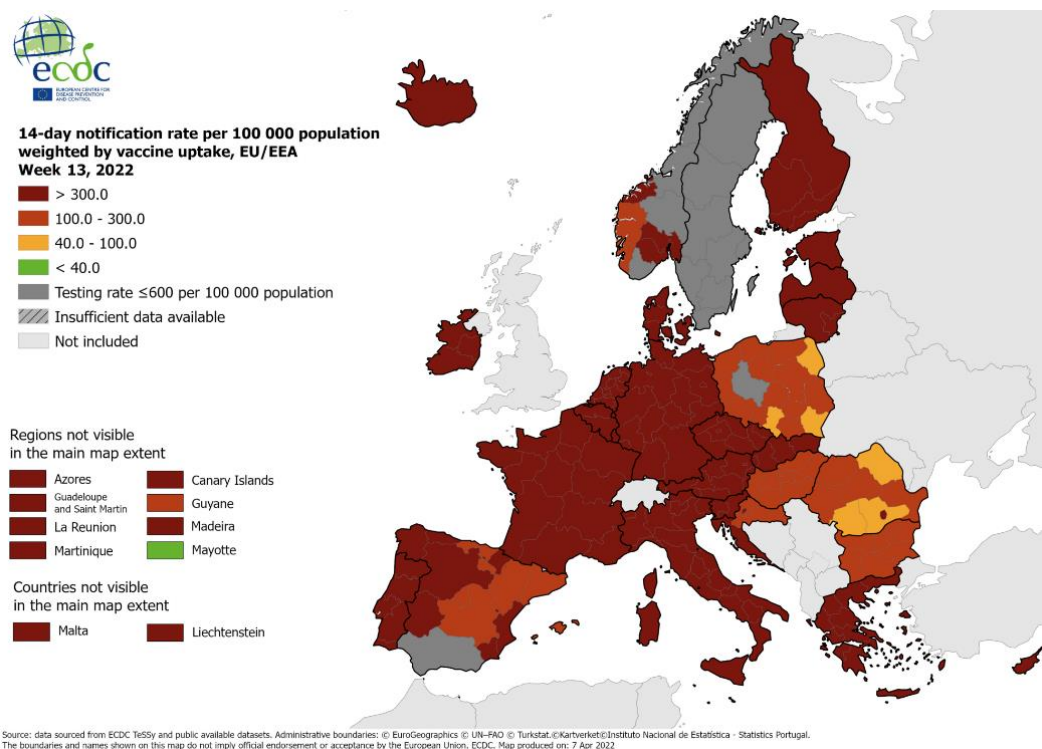 ecdc
EUROPEAN CENTRE FOR
DISEASE PREVENTION
AND CONTROL
14-day notification rate per 100 000 population
weighted by vaccine uptake, EU/EEA
Week 13, 2022
> 300.0
100.0 - 300.0
40.0 - 100.0
< 40.0
Testing rate ≤600 per 100 000 population
Insufficient data available
Not included
Regions not visible
in the main map extent
Azores
Canary Islands
Guadeloupe
and Saint Martin
Guyane
La Reunion
Madeira
Martinique
Mayotte
Countries not visible
in the main map extent
Malta
Liechtenstein
Source: data sourced from ECDC TeSSy and public available datasets. Administrative boundaries: © EuroGeographics © UN–FAO © Turkstat.©Kartverket©Instituto Nacional de Estatística - Statistics Portugal.
The boundaries and names shown on this map do not imply official endorsement or acceptance by the European Union. ECDC. Map produced on: 7 Apr 2022